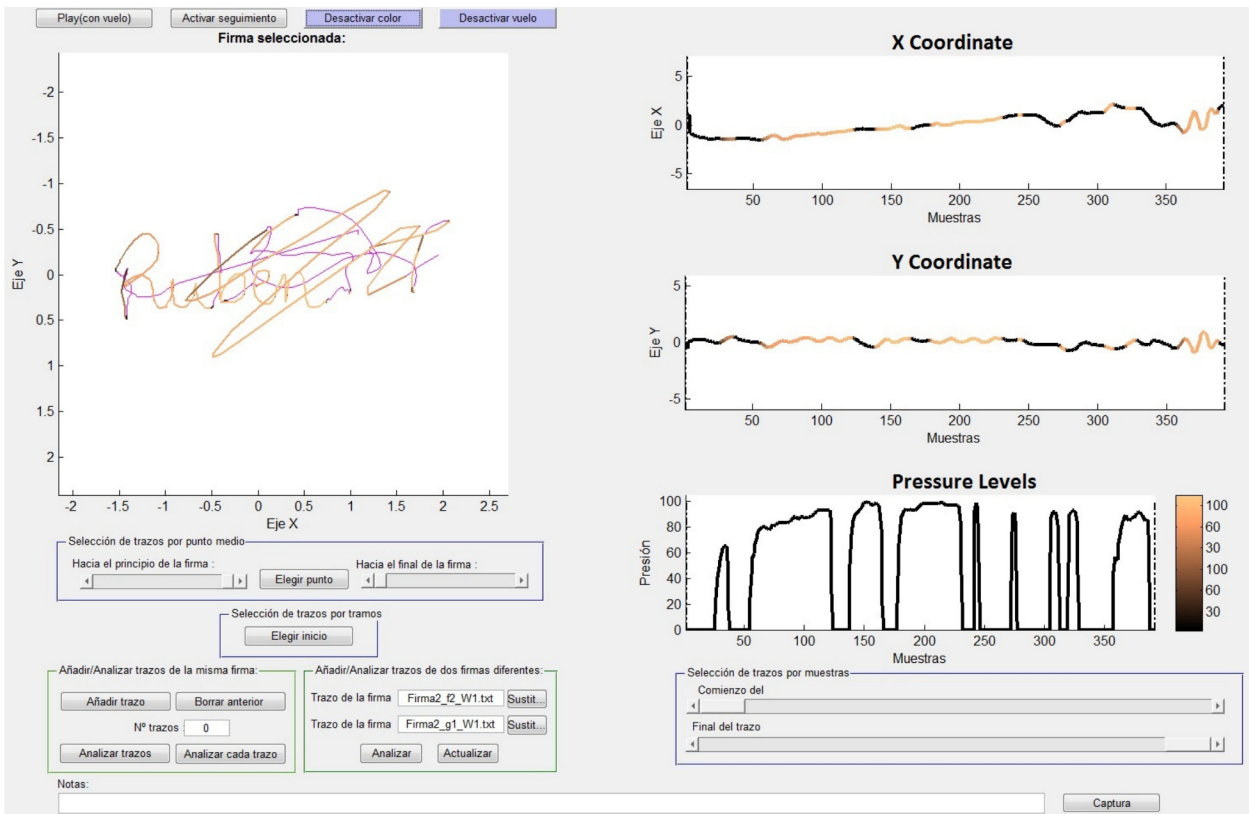 Play(con vuelo) Activar seguimiento Desactivar color Desactivar vuelo
Firma seleccionada:
-2
-1.5
-1
-0.5
0
0.5
1
1.5
2
Eje Y
-2 -1.5 -1 -0.5 0 0.5 1 1.5 2 2.5
Eje X
Ruben
X Coordinate
5
0
-5
Eje X
50 100 150 200 250 300 350
Muestras
Y Coordinate
5
0
-5
Eje Y
50 100 150 200 250 300 350
Muestras
Pressure Levels
100
80
60
40
20
0
Presión
50 100 150 200 250 300 350
Muestras
100
60
30
100
60
30
Selección de trazos por punto medio
Hacia el principio de la firma :
Elegir punto
Hacia el final de la firma :
Selección de trazos por tramos
Elegir inicio
Añadir/Analizar trazos de la misma firma:
Añadir trazo Borrar anterior
Nº trazos : 0
Analizar trazos Analizar cada trazo
Añadir/Analizar trazos de dos firmas diferentes:
Trazo de la firma Firma2_f2_W1.txt Sustit...
Trazo de la firma Firma2_g1_W1.txt Sustit...
Analizar Actualizar
Selección de trazos por muestras
Comienzo del
Final del trazo
Notas:
Captura